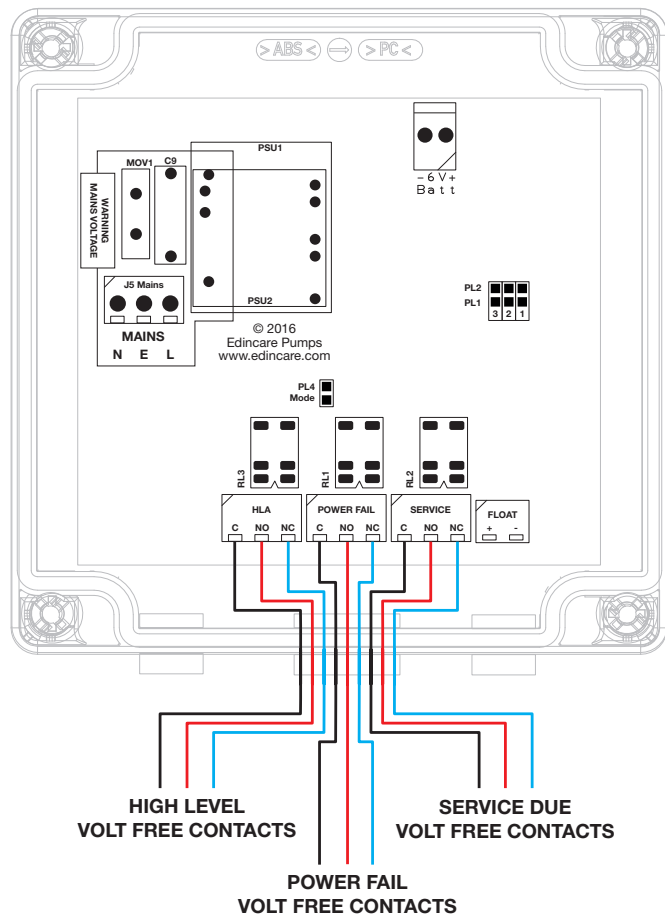 > ABS < > PC <
PSU1
MOV1 C9
WARNING
MAINS VOLTAGE
- 6V+
Batt
J5 Mains
PSU2
MAINS
N E L
© 2016
Edincare Pumps
www.edincare.com
PL2
PL1
3 2 1
PL4
Mode
RL3 RL1 RL2
HLA POWER FAIL SERVICE FLOAT
C NO NC C NO NC C NO NC + -
HIGH LEVEL
VOLT FREE CONTACTS
SERVICE DUE
VOLT FREE CONTACTS
POWER FAIL
VOLT FREE CONTACTS